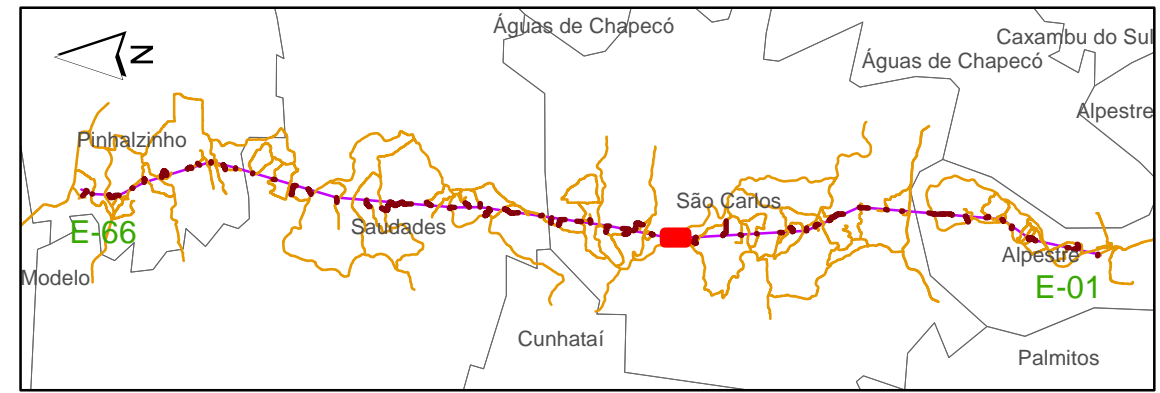 Águas de Chapecó
Caxambu do Sul
Águas de Chapecó
N
Alpestre
Pinhalzinho
São Carlos
Saudades
E-66
Alpestre
Modelo
E-01
Cunhataí
Palmitos